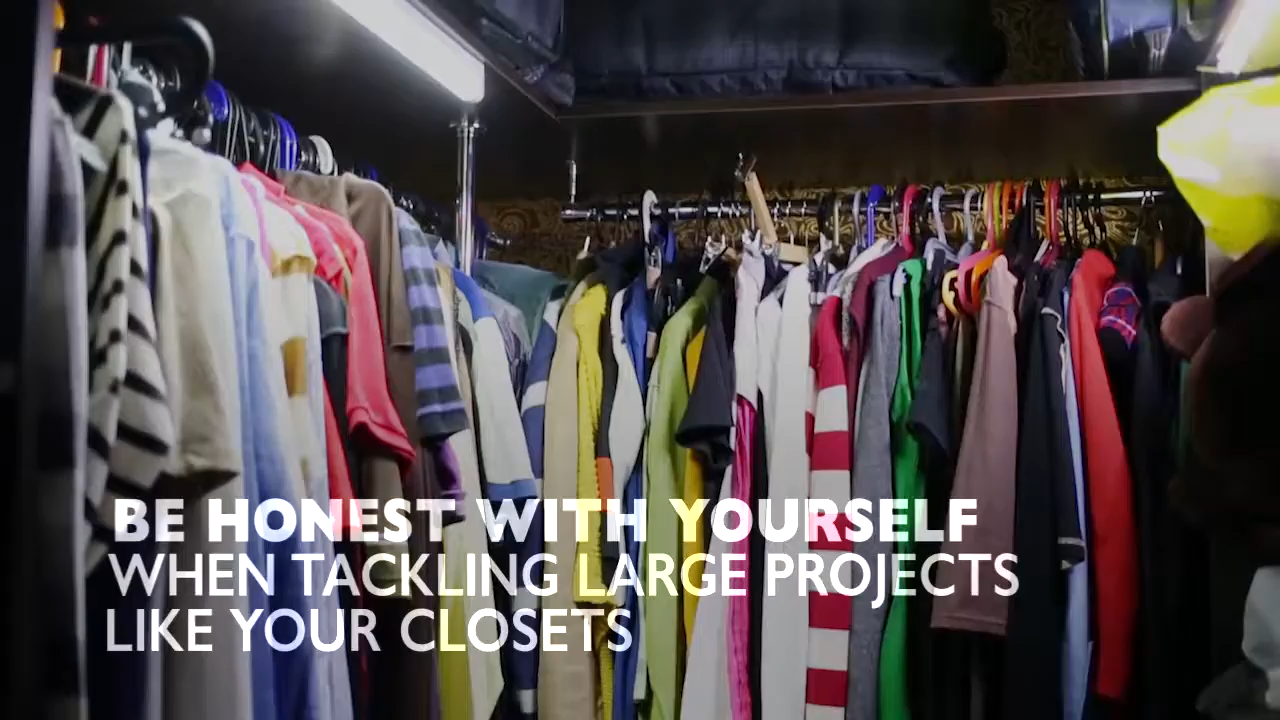 BE HONEST WITH YOURSELF
WHEN TACKLING LARGE PROJECTS
LIKE YOUR CLOSETS